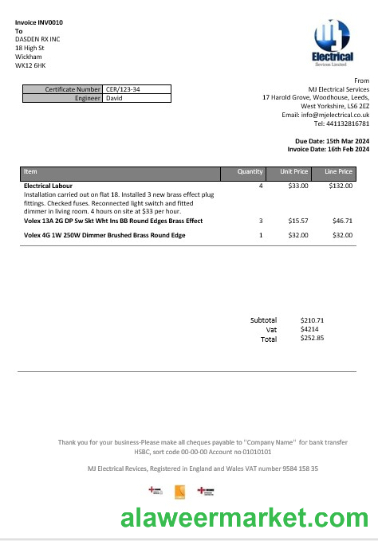 Invoice INV0010
To
DASDEN RX INC
18 High St
Wickham
WK12 6HK
Electrical
Services Limited
Certificate Number CER/123-34
Engineer David
From
MJ Electrical Services
17 Harold Grove, Woodhouse, Leeds,
West Yorkshire, LS6 2EZ
Email: info@mjelectrical.co.uk
Tel: 441132816781
Due Date: 15th Mar 2024
Invoice Date: 16th Feb 2024
Item Quantity Unit Price Line Price
Electrical Labour 4 $33.00 $132.00
Installation carried out on flat 18. Installed 3 new brass effect plug
fittings. Checked fuses. Reconnected light switch and fitted
dimmer in living room. 4 hours on site at $33 per hour.
Volex 13A 2G DP Sw Skt Wht Ins BB Round Edges Brass Effect 3 $15.57 $46.71
Volex 4G 1W 250W Dimmer Brushed Brass Round Edge 1 $32.00 $32.00
Subtotal $210.71
Vat $4214
Total $252.85
Thank you for your business-Please make all cheques payable to "Company Name" for bank transfer
HSBC, sort code 00-00-00 Account no 01010101
MJ Electrical Revices, Registered in England and Wales VAT number 9584 158 35
alaweermarket.com